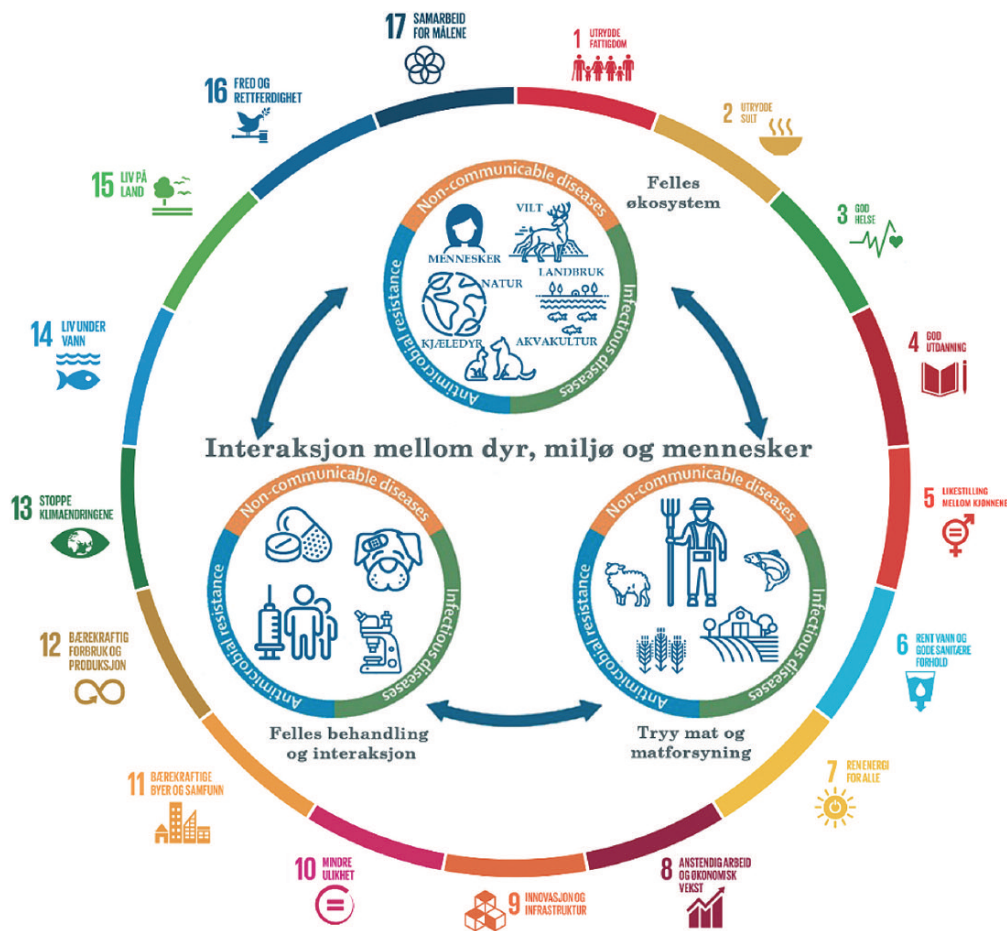 17 SAMARBEID
FOR MÅLENE
1 UTRYDDE
FATTIGDOM
2 UTRYDDE
SULT
3 GOD
HELSE
4 GOD
UTDANNING
5 LIKESTILLING
MELLOM KJØNNENE
6 RENT VANN OG
GODE SANITÆRE
FORHOLD
7 REN ENERGI
FOR ALLE
8 ANSTENDIG ARBEID
OG ØKONOMISK
VEKST
9 INNOVASJON OG
INFRASTRUKTUR
10 MINDRE
ULIKHET
11 BÆREKRAFTIGE
BYER OG SAMFUNN
12 BÆREKRAFTIG
FORBRUK OG
PRODUKSJON
13 STOPPE
KLIMAENDRINGENE
14 LIV UNDER
VANN
15 LIV PÅ
LAND
16 FRED OG
RETTFERDIGHET
Felles
økosystem
Non-communicable diseases
Infectious diseases
Antimicrobial resistance
VILT
MENNESKER
LANDBRUK
NATUR
KJÆLEDYR
AKVAKULTUR
Interaksjon mellom dyr, miljø og mennesker
Non-communicable diseases
Infectious diseases
Antimicrobial resistance
Felles behandling
og interaksjon
Non-communicable diseases
Infectious diseases
Antimicrobial resistance
Tryy mat og
matforsyning